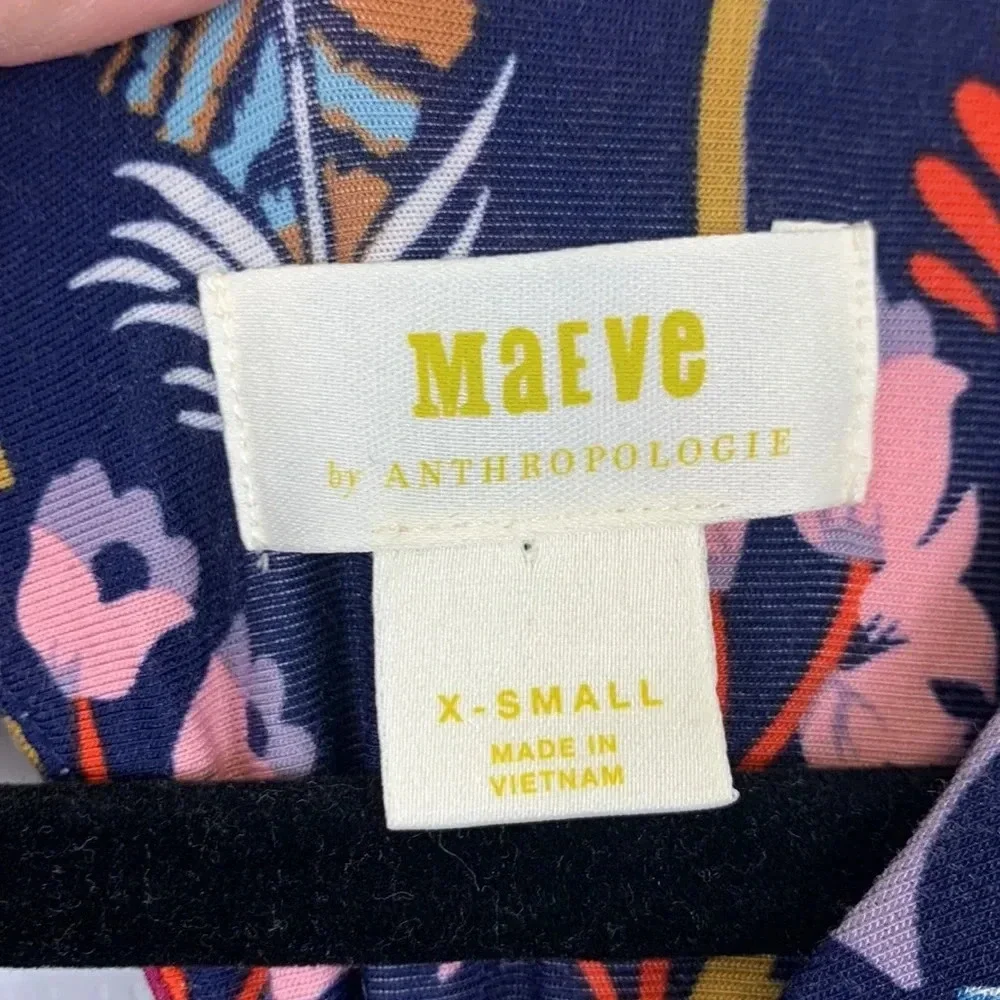 MaEVe
by ANTHROPOLOGIE
X-SMALL
MADE IN
VIETNAM